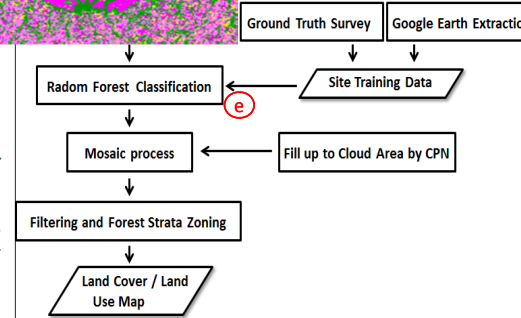 Ground Truth Survey
Google Earth Extractio
Radom Forest Classification
Site Training Data
e
Mosaic process
Fill up to Cloud Area by CPN
Filtering and Forest Strata Zoning
Land Cover / Land
Use Map